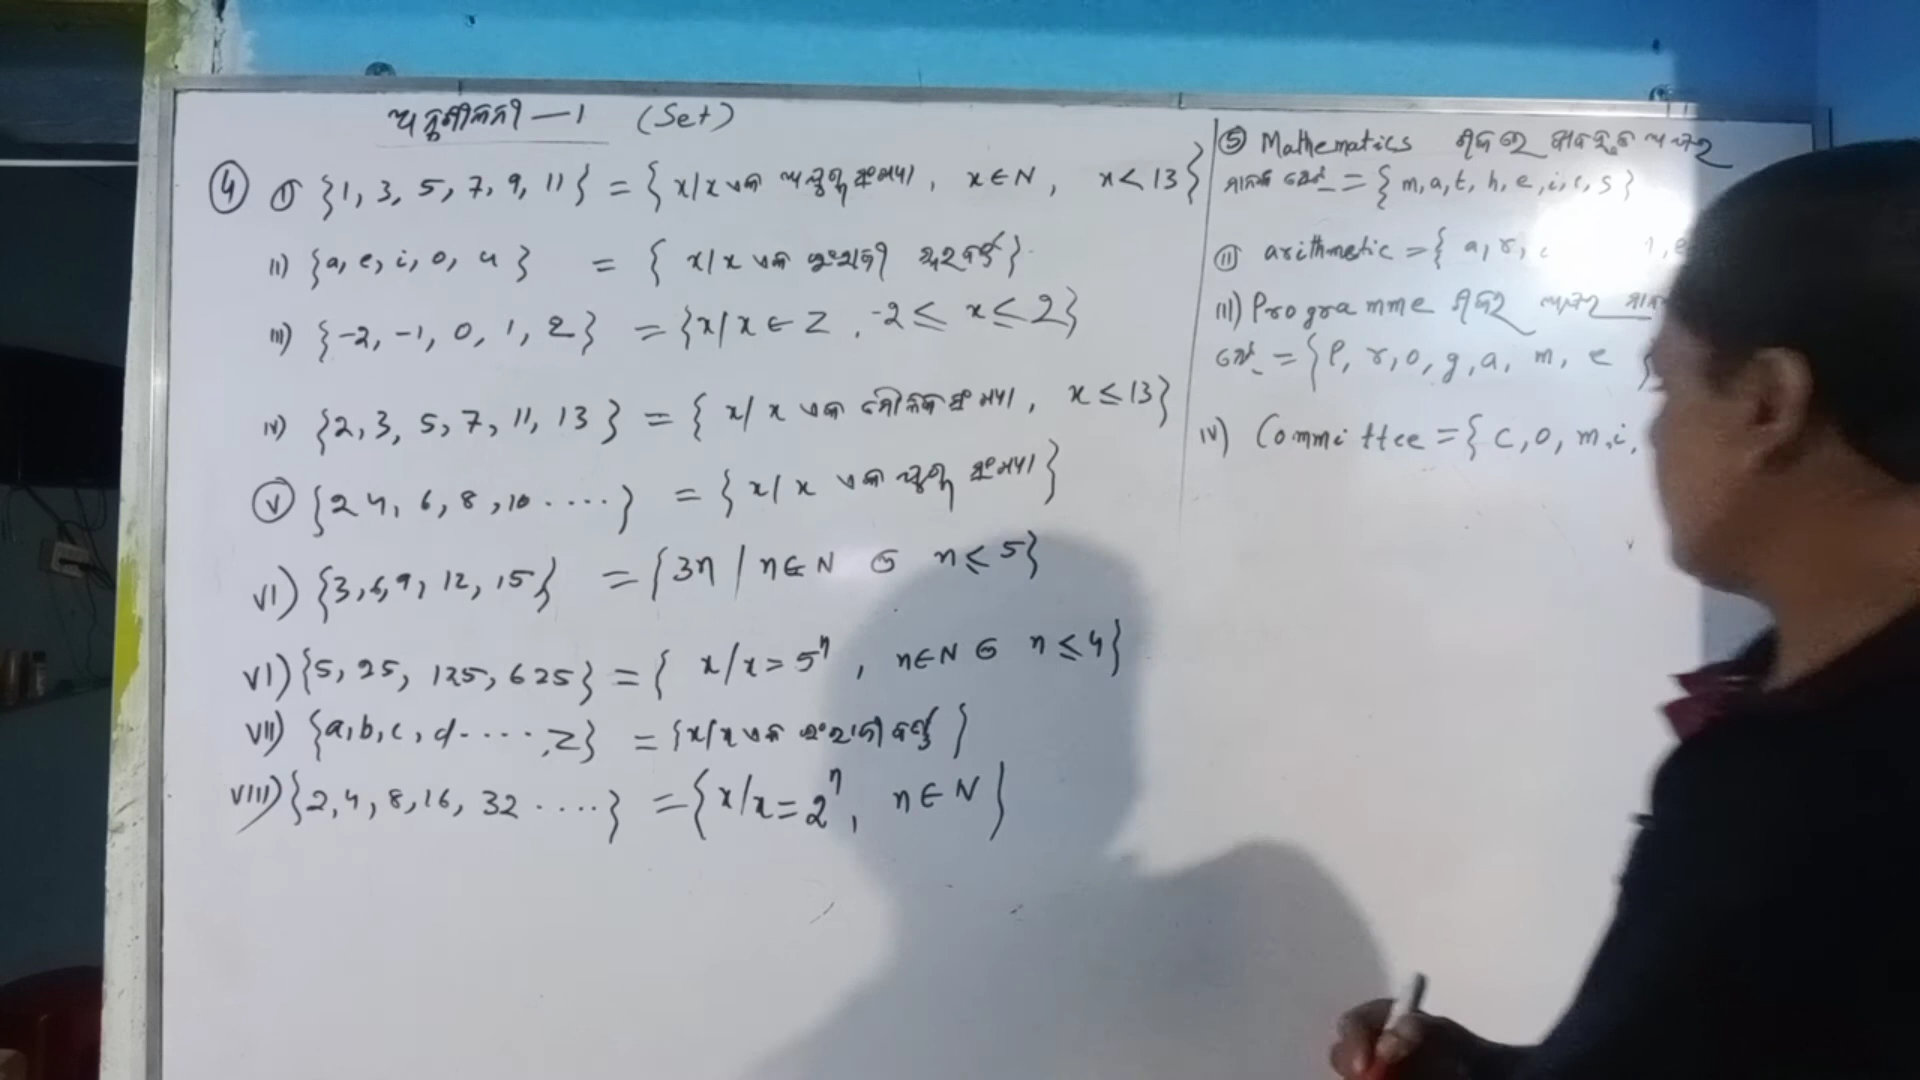 ଅନୁଶୀଳନୀ —1 (Set)
④ ① {1, 3, 5, 7, 9, 11} = {x/x ଏକ ଅଯୁଗ୍ମ ସଂଖ୍ୟା, x∈N, x<13}
II) {a, e, i, o, u} = { x/x ଏକ ଇଂରାଜୀ ସ୍ୱରବର୍ଣ୍ଣ}
III) {-2, -1, 0, 1, 2} = {x/x ∈ Z, -2 ≤ x ≤ 2}
IV) {2, 3, 5, 7, 11, 13} = { x/x ଏକ ମୌଳିକ ସଂଖ୍ୟା, x ≤ 13}
Ⓥ {2 4, 6, 8, 10 ....} = {x/x ଏକ ଯୁଗ୍ମ ସଂଖ୍ୟା}
VI) {3, 6, 9, 12, 15} = {3n / n∈N ଓ n ≤ 5}
VI) {5, 25, 125, 625} = { x/x = 5ⁿ, n∈N ଓ n ≤ 4}
VII) {a, b, c, d ....., z} = {x/x ଏକ ଇଂରାଜୀ ବର୍ଣ୍ଣ}
VIII) {2, 4, 8, 16, 32 ....} = {x/x = 2ⁿ, n∈N}
⑤ Mathematics ଶବ୍ଦରେ ଅକ୍ଷର
ସେଟ୍ = {m, a, t, h, e, i, c, s}
Ⓘ Ⓘ arithmetic = { a, r, i
III) Programme ଶବ୍ଦର ଅକ୍ଷର
ସେଟ୍ = {P, r, o, g, a, m, e }
IV) Committee = { C, o, m, i,